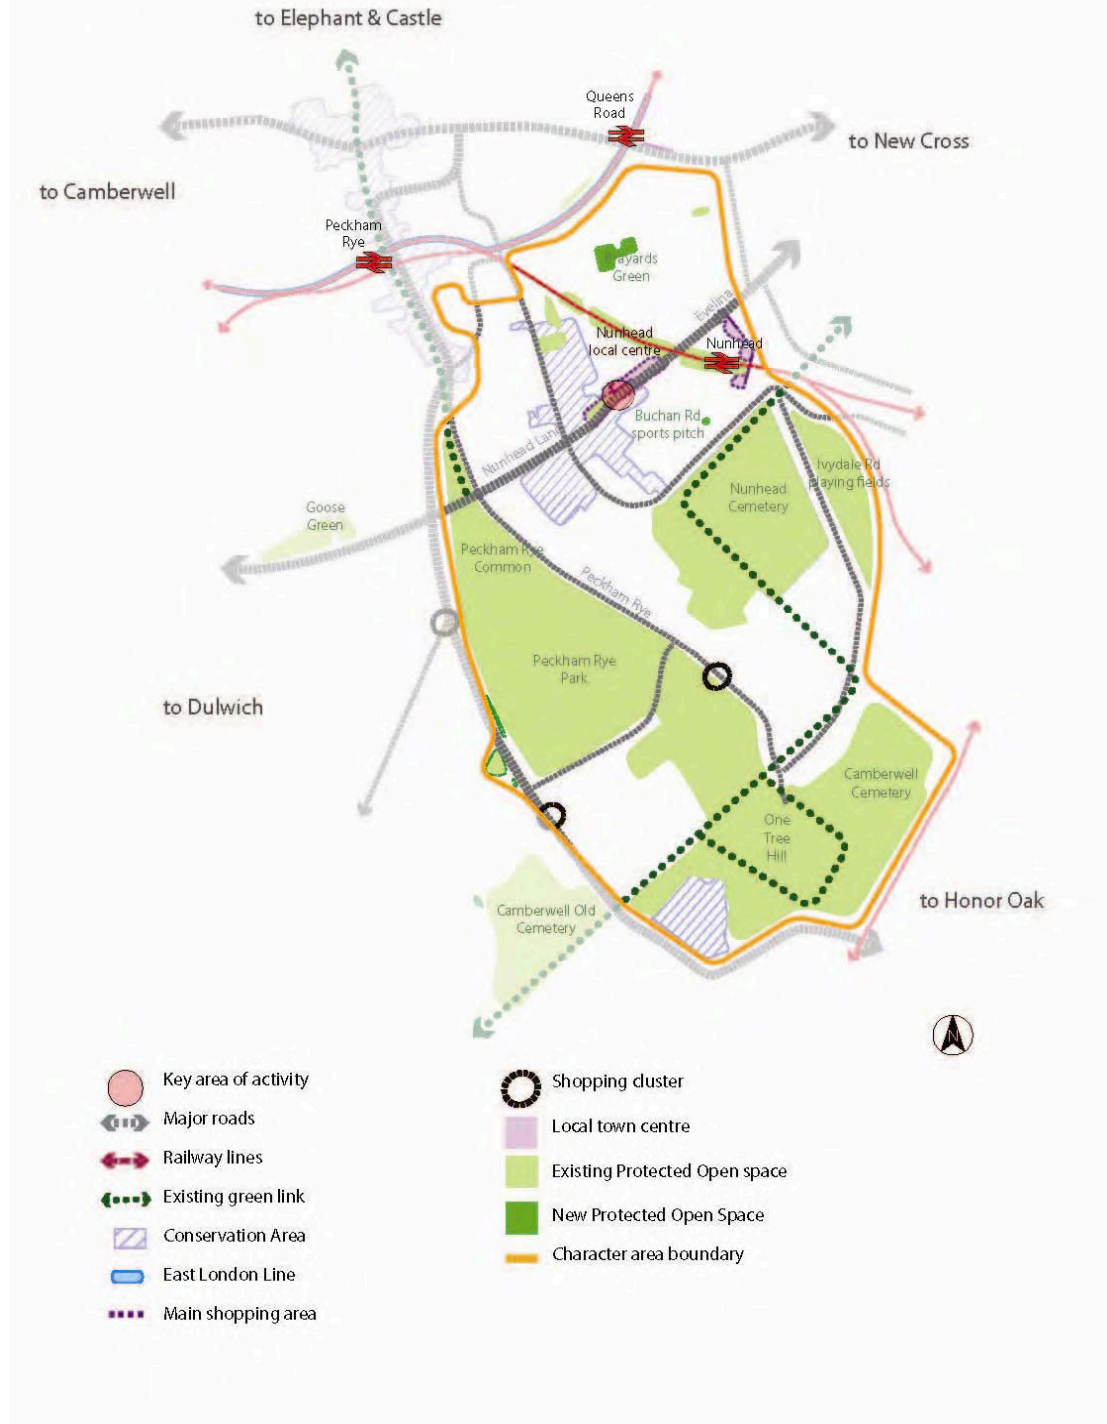 to Elephant & Castle
Queens
Road
to New Cross
to Camberwell
Peckham
Rye
Brayards
Green
Evelina
Nunhead
local centre
Nunhead
Buchan Rd
sports pitch
Nunhead Lane
Ivydale Rd
playing fields
Nunhead
Cemetery
Goose
Green
Peckham Rye
Common
Peckham Rye
Peckham Rye
Park
to Dulwich
Camberwell
Cemetery
One
Tree
Hill
to Honor Oak
Camberwell Old
Cemetery
N
Key area of activity
Major roads
Railway lines
Existing green link
Conservation Area
East London Line
Main shopping area
Shopping cluster
Local town centre
Existing Protected Open space
New Protected Open Space
Character area boundary